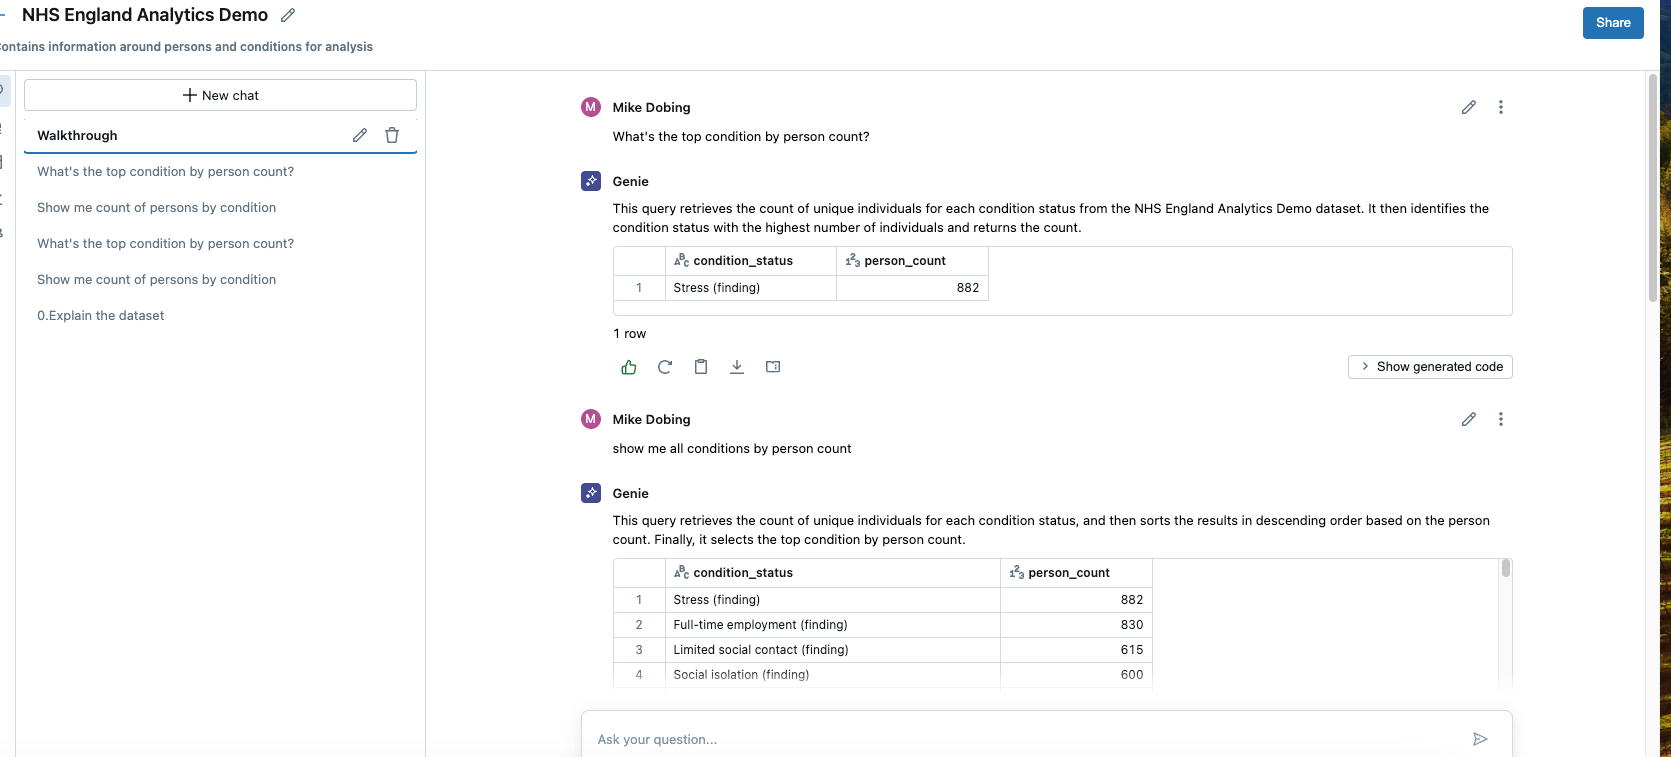 NHS England Analytics Demo
Share
ontains information around persons and conditions for analysis
New chat
Walkthrough
What's the top condition by person count?
Show me count of persons by condition
What's the top condition by person count?
Show me count of persons by condition
0.Explain the dataset
M Mike Dobing
What's the top condition by person count?
Genie
This query retrieves the count of unique individuals for each condition status from the NHS England Analytics Demo dataset. It then identifies the
condition status with the highest number of individuals and returns the count.
ABC condition_status 123 person_count
1 Stress (finding) 882
1 row
Show generated code
M Mike Dobing
show me all conditions by person count
Genie
This query retrieves the count of unique individuals for each condition status, and then sorts the results in descending order based on the person
count. Finally, it selects the top condition by person count.
ABC condition_status 123 person_count
1 Stress (finding) 882
2 Full-time employment (finding) 830
3 Limited social contact (finding) 615
4 Social isolation (finding) 600
Ask your question...